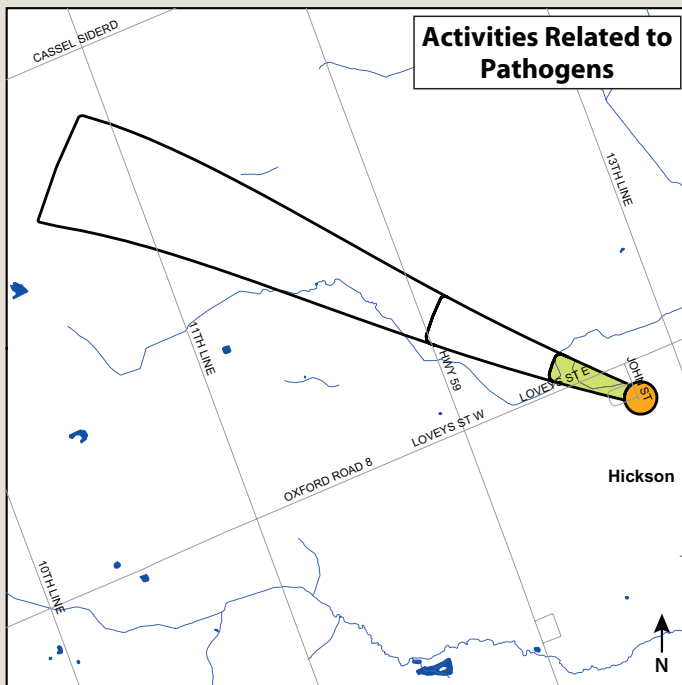 Activities Related to
Pathogens
CASSEL SIDERD
13TH LINE
11TH LINE
HWY 59
JOHN ST
LOVEYS ST E
LOVEYS ST W
OXFORD ROAD 8
Hickson
10TH LINE
N